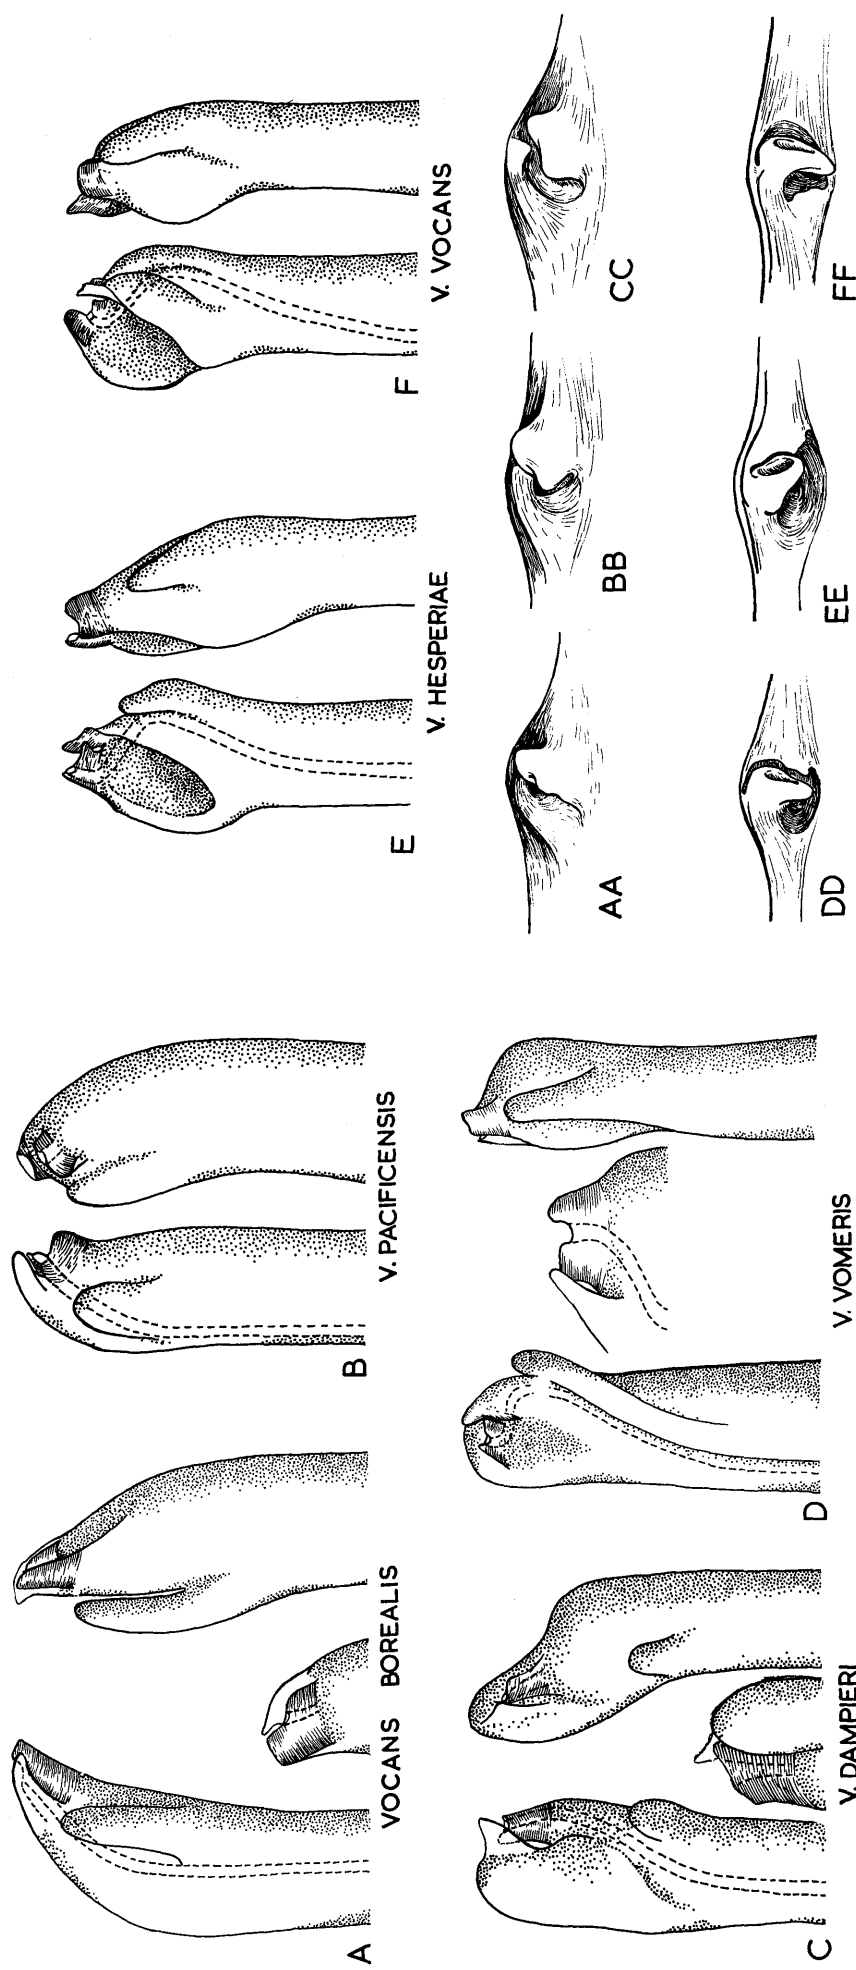 A
VOCANS BOREALIS
B
V. PACIFICENSIS
C
V. DAMPIERI
D
V. VOMERIS
E
V. HESPERIAE
F
V. VOCANS
AA
BB
CC
DD
EE
FF